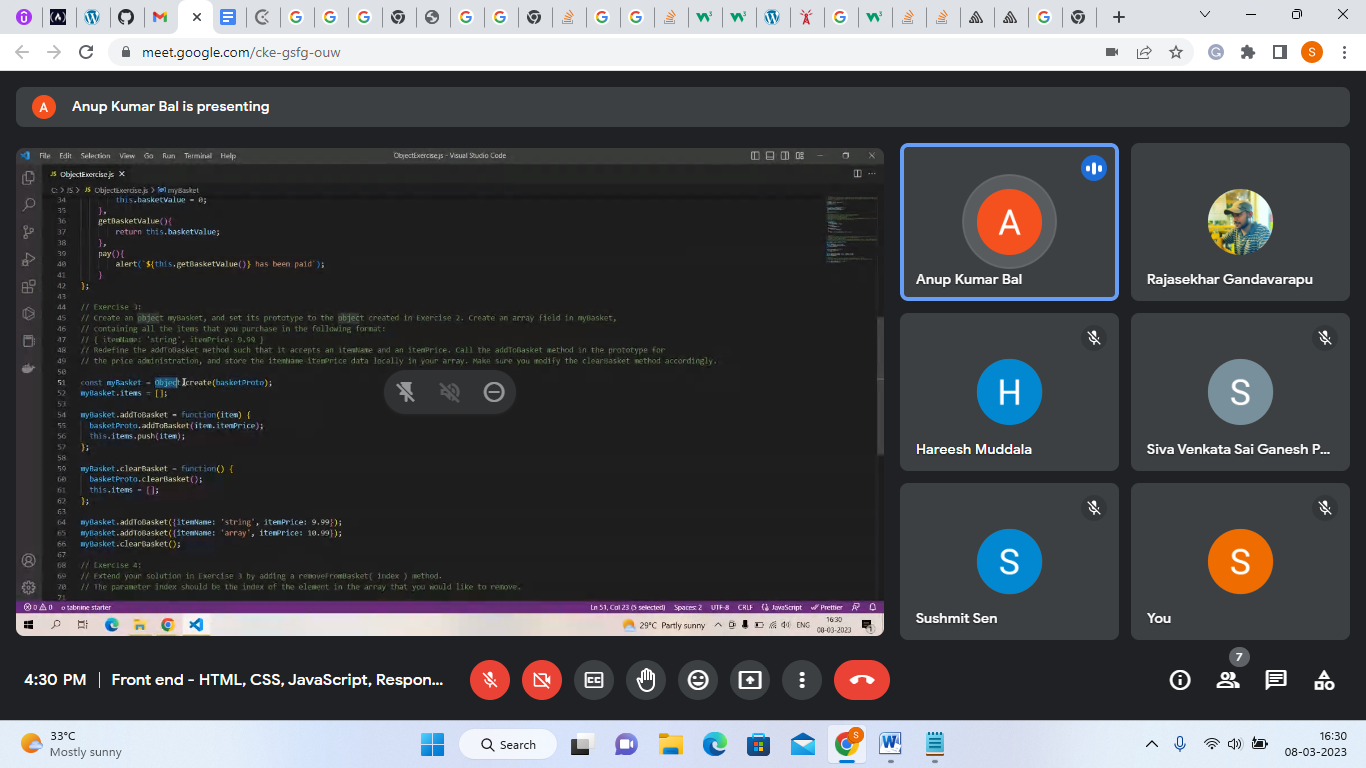 meet.google.com/cke-gsfg-ouw
S
A
Anup Kumar Bal is presenting
File Edit Selection View Go Run Terminal Help
ObjectExercise.js - Visual Studio Code
JS ObjectExercise.js
C: > JS > JS ObjectExercise.js > myBasket
34 this.basketValue = 0;
35 },
36 getBasketValue(){
37 return this.basketValue;
38 },
39 pay(){
40 alert(`${this.getBasketValue()} has been paid`);
41 }
42 };
43
44 // Exercise 3:
45 // Create an object myBasket, and set its prototype to the object created in Exercise 2. Create an array field in myBasket,
46 // containing all the items that you purchase in the following format:
47 // { itemName: 'string', itemPrice: 9.99 }
48 // Redefine the addToBasket method such that it accepts an itemName and an itemPrice. Call the addToBasket method in the prototype for
49 // the price administration, and store the itemName-itemPrice data locally in your array. Make sure you modify the clearBasket method accordingly.
50
51 const myBasket = Object.create(basketProto);
52 myBasket.items = [];
53
54 myBasket.addToBasket = function(item) {
55 basketProto.addToBasket(item.itemPrice);
56 this.items.push(item);
57 };
58
59 myBasket.clearBasket = function() {
60 basketProto.clearBasket();
61 this.items = [];
62 };
63
64 myBasket.addToBasket({itemName: 'string', itemPrice: 9.99});
65 myBasket.addToBasket({itemName: 'array', itemPrice: 10.99});
66 myBasket.clearBasket();
67
68 // Exercise 4:
69 // Extend your solution in Exercise 3 by adding a removeFromBasket( index ) method.
70 // The parameter index should be the index of the element in the array that you would like to remove.
71
0 0 tabnine starter Ln 51, Col 23 (5 selected) Spaces: 2 UTF-8 CRLF JavaScript Prettier
29°C Partly sunny ENG 16:30
08-03-2023
A
Anup Kumar Bal
Rajasekhar Gandavarapu
H
Hareesh Muddala
S
Siva Venkata Sai Ganesh P...
S
Sushmit Sen
S
You
4:30 PM | Front end - HTML, CSS, JavaScript, Respon...
7
33°C
Mostly sunny
Search
S
16:30
08-03-2023